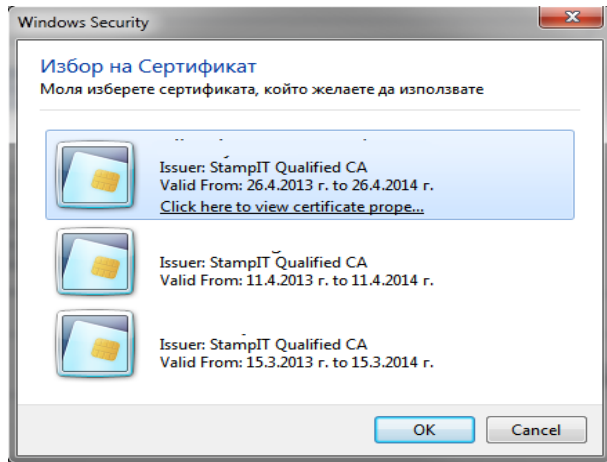 Windows Security
Избор на Сертификат
Моля изберете сертификата, който желаете да използвате
Issuer: StampIT Qualified CA
Valid From: 26.4.2013 г. to 26.4.2014 г.
Click here to view certificate prope...
Issuer: StampIT Qualified CA
Valid From: 11.4.2013 г. to 11.4.2014 г.
Issuer: StampIT Qualified CA
Valid From: 15.3.2013 г. to 15.3.2014 г.
OK
Cancel